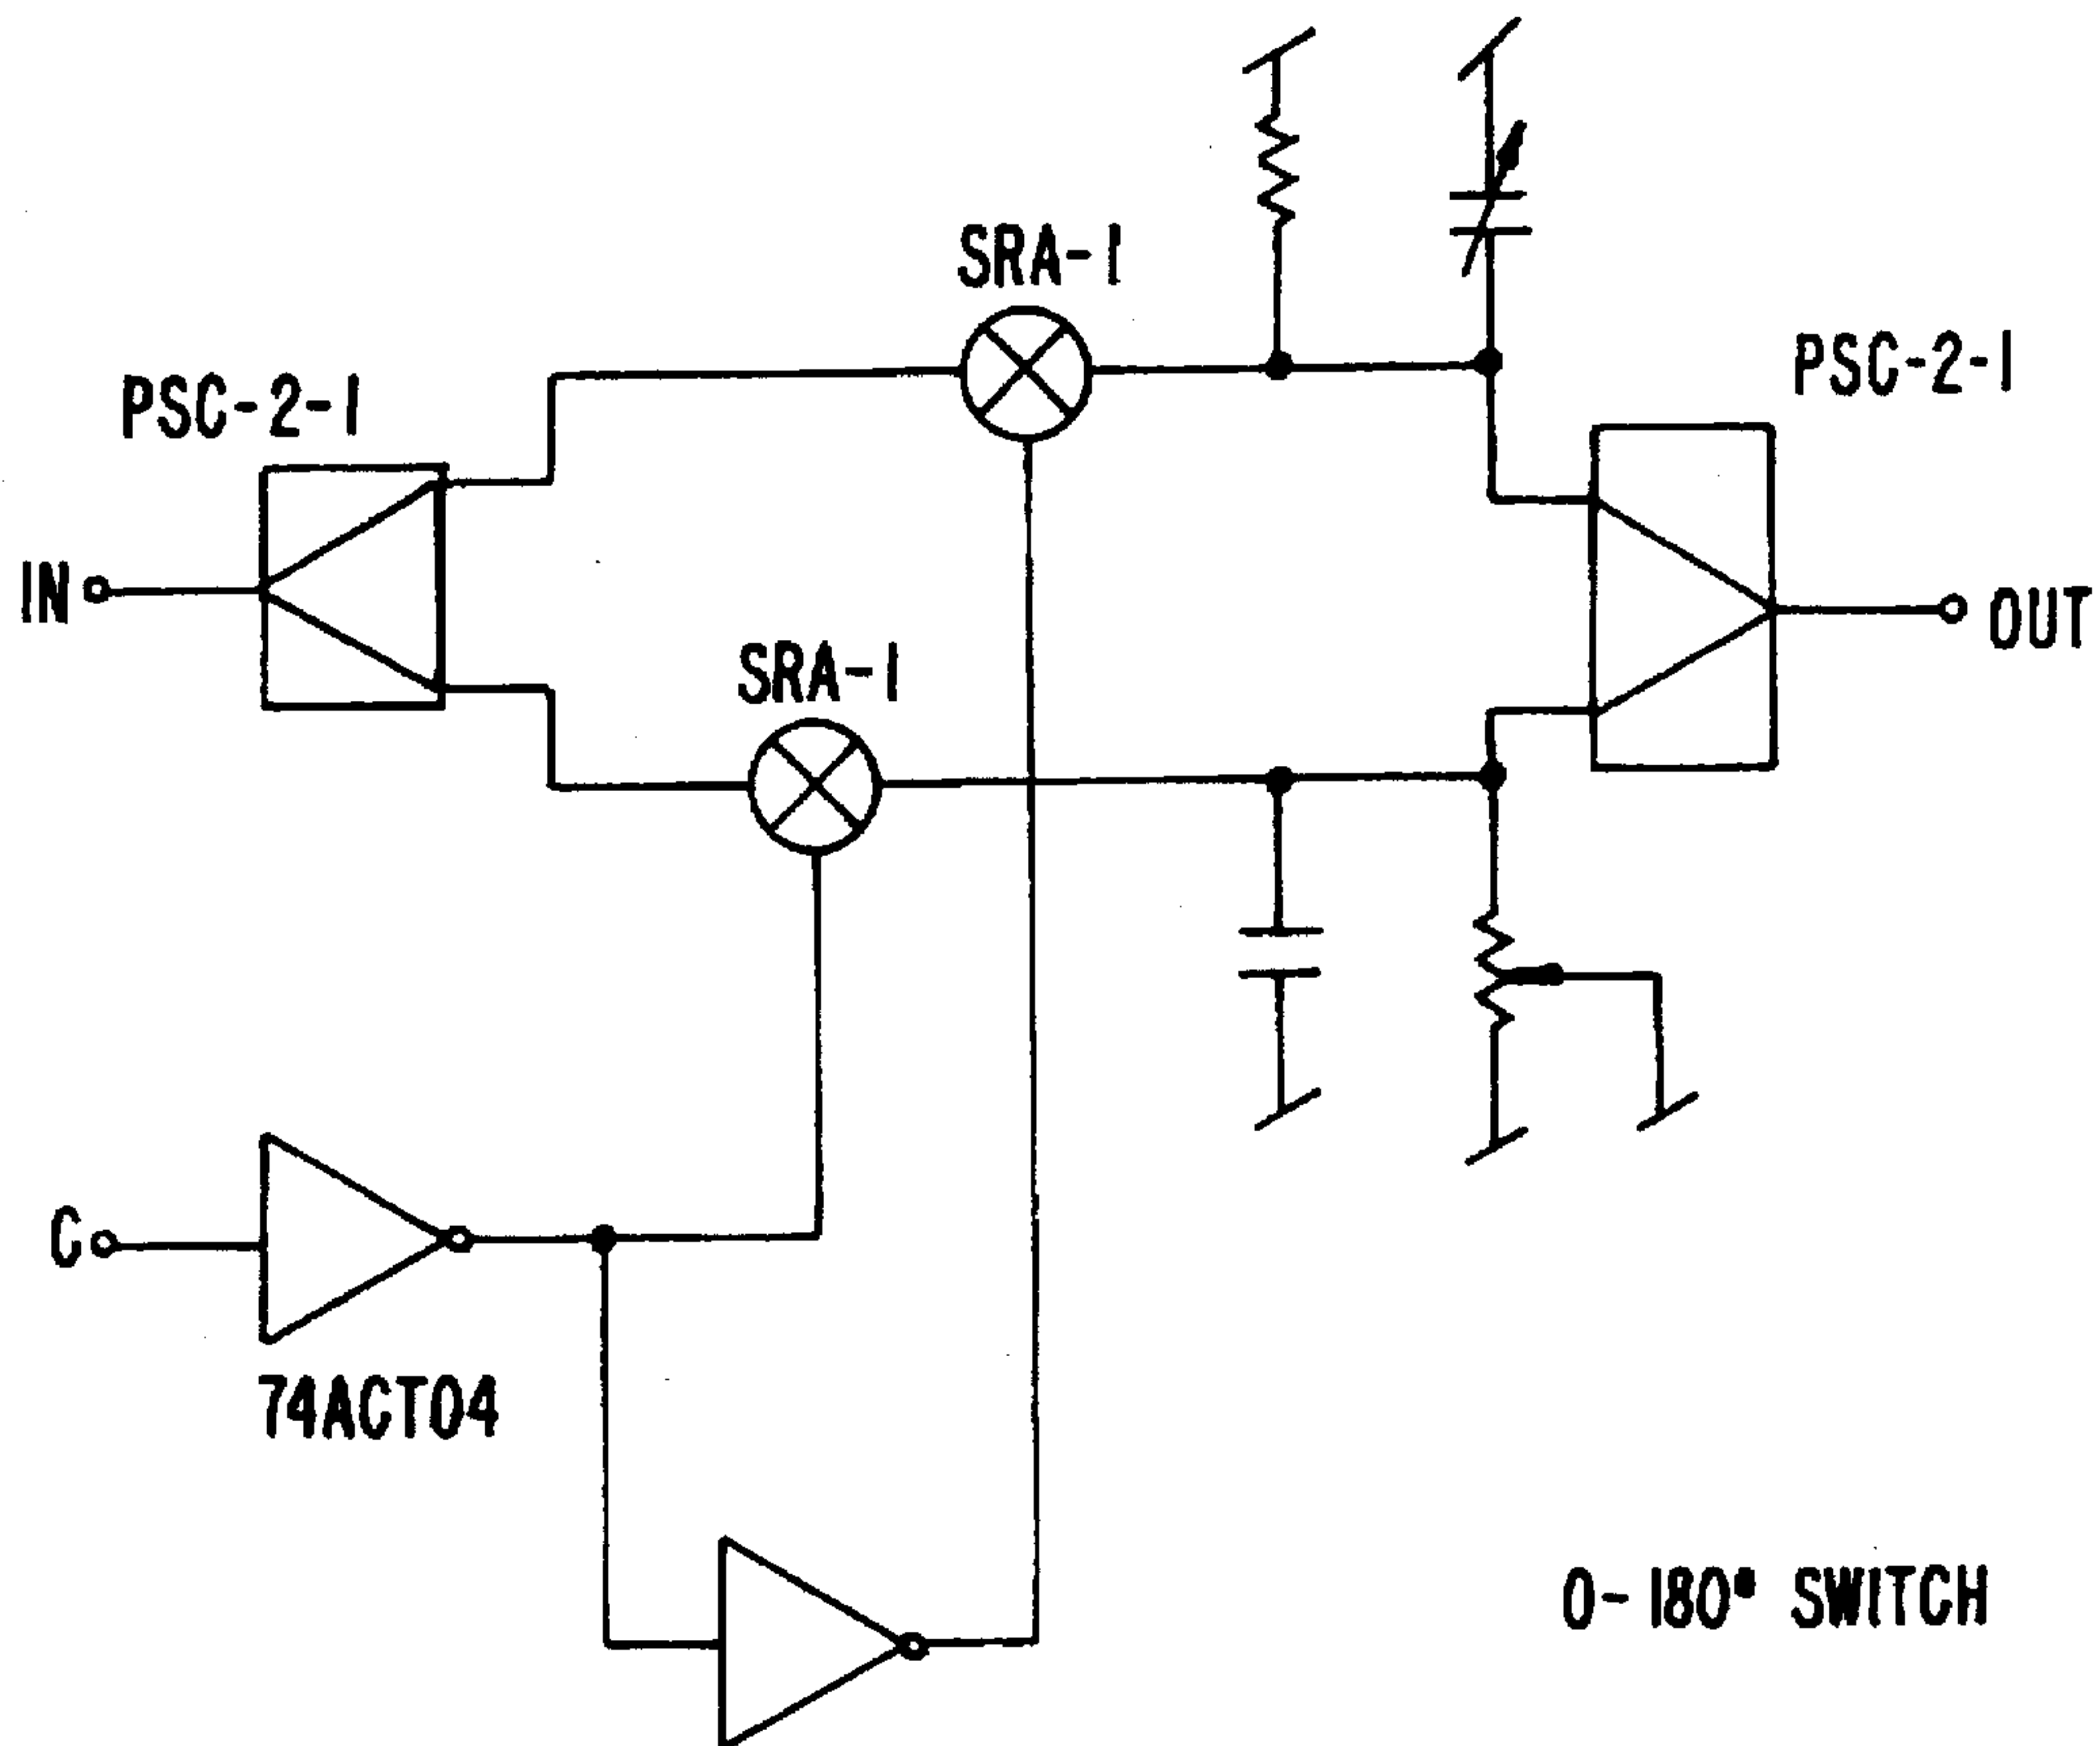 SRA-1
PSC-2-1
PSC-2-1
IN
OUT
SRA-1
C
74ACT04
0-180° SWITCH